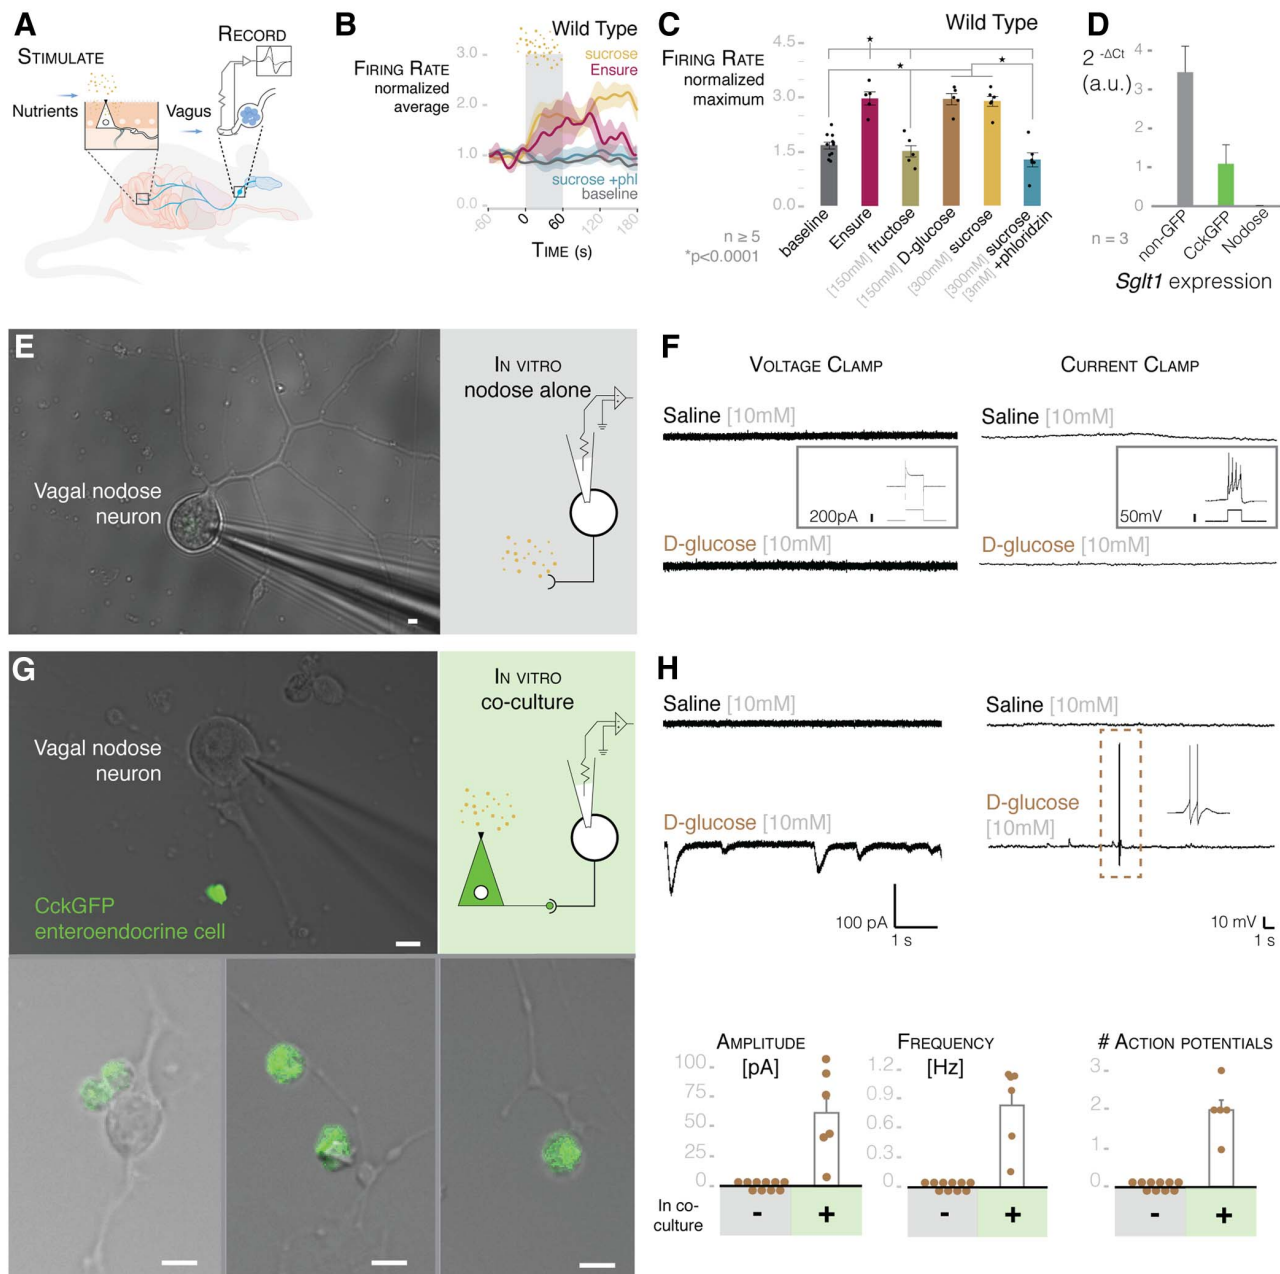 A
STIMULATE
RECORD
Nutrients
Vagus
B
Wild Type
FIRING RATE
normalized
average
sucrose
Ensure
3.0
2.0
1.0
0.0
sucrose +phl
baseline
-60
0
60
120
180
TIME (s)
C
Wild Type
FIRING RATE
normalized
maximum
4.5
3.0
1.5
0.0
★
★
★
baseline
Ensure
[150mM] fructose
[150mM] D-glucose
[300mM] sucrose
[300mM] sucrose
[3mM] +phloridzin
n ≥ 5
*p<0.0001
D
2 -ΔCt
(a.u.)
4
3
2
1
0
non-GFP
CckGFP
Nodose
n = 3
Sglt1 expression
E
Vagal nodose
neuron
IN VITRO
nodose alone
F
VOLTAGE CLAMP
CURRENT CLAMP
Saline [10mM]
Saline [10mM]
200pA
50mV
D-glucose [10mM]
D-glucose [10mM]
G
Vagal nodose
neuron
CckGFP
enteroendocrine cell
IN VITRO
co-culture
H
Saline [10mM]
Saline [10mM]
D-glucose [10mM]
D-glucose
[10mM]
100 pA
1 s
10 mV
1 s
AMPLITUDE
[pA]
100
75
50
25
0
FREQUENCY
[Hz]
1.2
0.9
0.6
0.3
0
# ACTION POTENTIALS
3
2
1
0
In co-
culture
- +
- +
- +